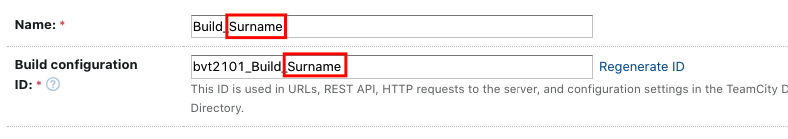 Name: *
Build_Surname
Build configuration
ID: * ?
bvt2101_Build_Surname
Regenerate ID
This ID is used in URLs, REST API, HTTP requests to the server, and configuration settings in the TeamCity D
Directory.